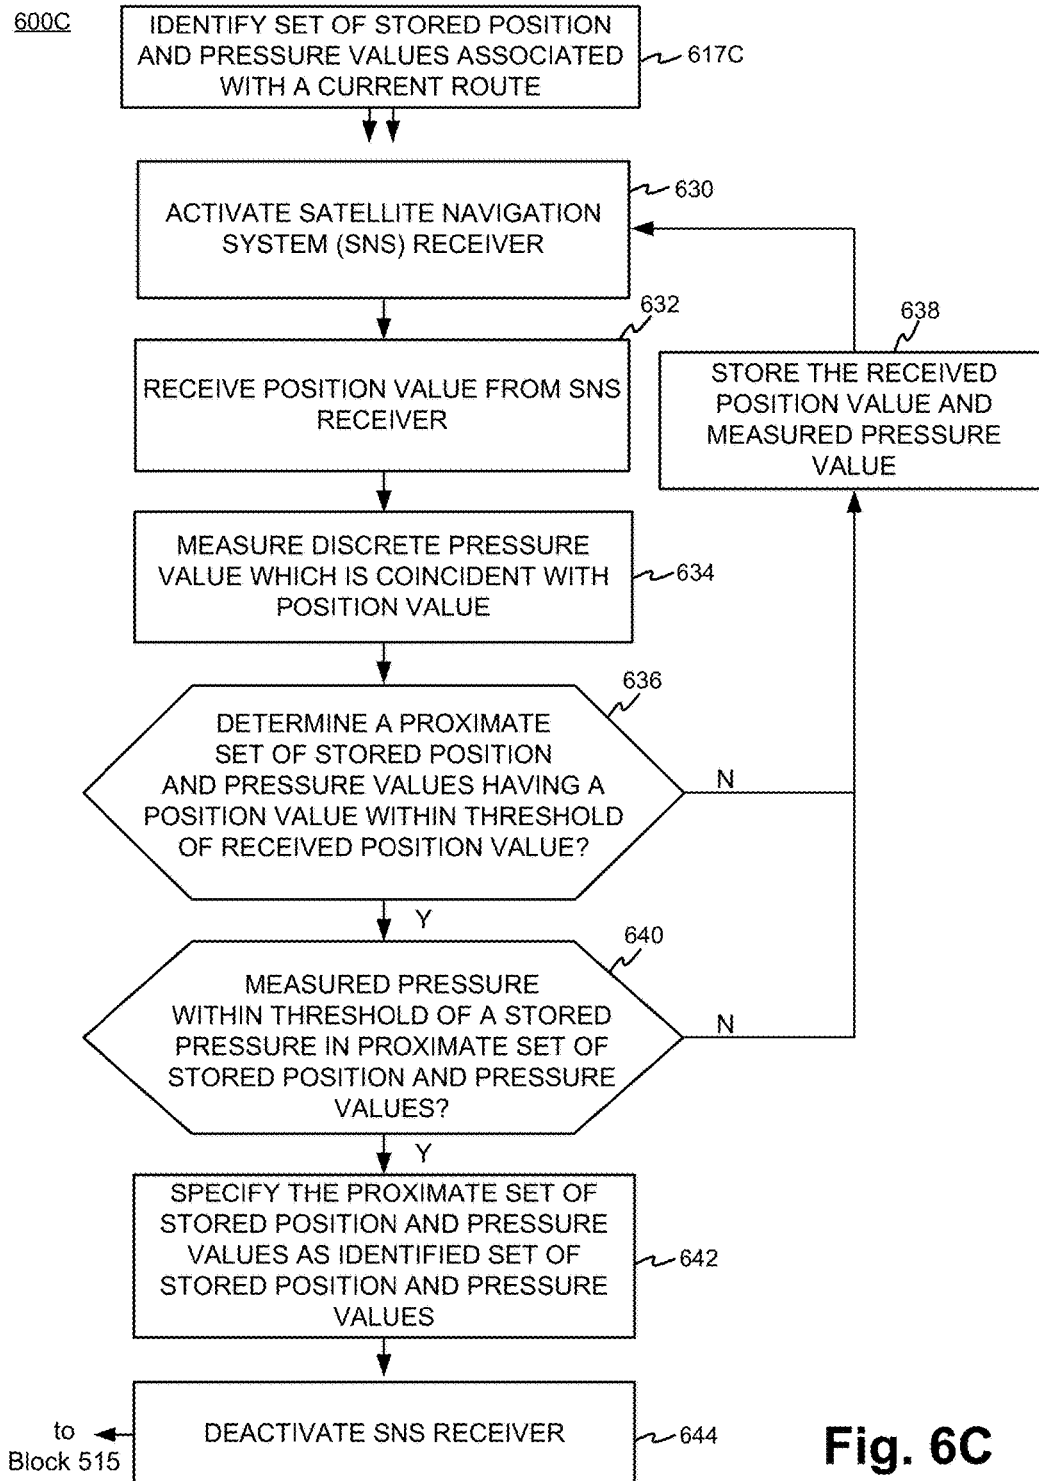 600C
IDENTIFY SET OF STORED POSITION
AND PRESSURE VALUES ASSOCIATED
WITH A CURRENT ROUTE
617C
ACTIVATE SATELLITE NAVIGATION
SYSTEM (SNS) RECEIVER
630
RECEIVE POSITION VALUE FROM SNS
RECEIVER
632
STORE THE RECEIVED
POSITION VALUE AND
MEASURED PRESSURE
VALUE
638
MEASURE DISCRETE PRESSURE
VALUE WHICH IS COINCIDENT WITH
POSITION VALUE
634
DETERMINE A PROXIMATE
SET OF STORED POSITION
AND PRESSURE VALUES HAVING A
POSITION VALUE WITHIN THRESHOLD
OF RECEIVED POSITION VALUE?
636
N
Y
MEASURED PRESSURE
WITHIN THRESHOLD OF A STORED
PRESSURE IN PROXIMATE SET OF
STORED POSITION AND PRESSURE
VALUES?
640
N
Y
SPECIFY THE PROXIMATE SET OF
STORED POSITION AND PRESSURE
VALUES AS IDENTIFIED SET OF
STORED POSITION AND PRESSURE
VALUES
642
DEACTIVATE SNS RECEIVER
644
to
Block 515
Fig. 6C